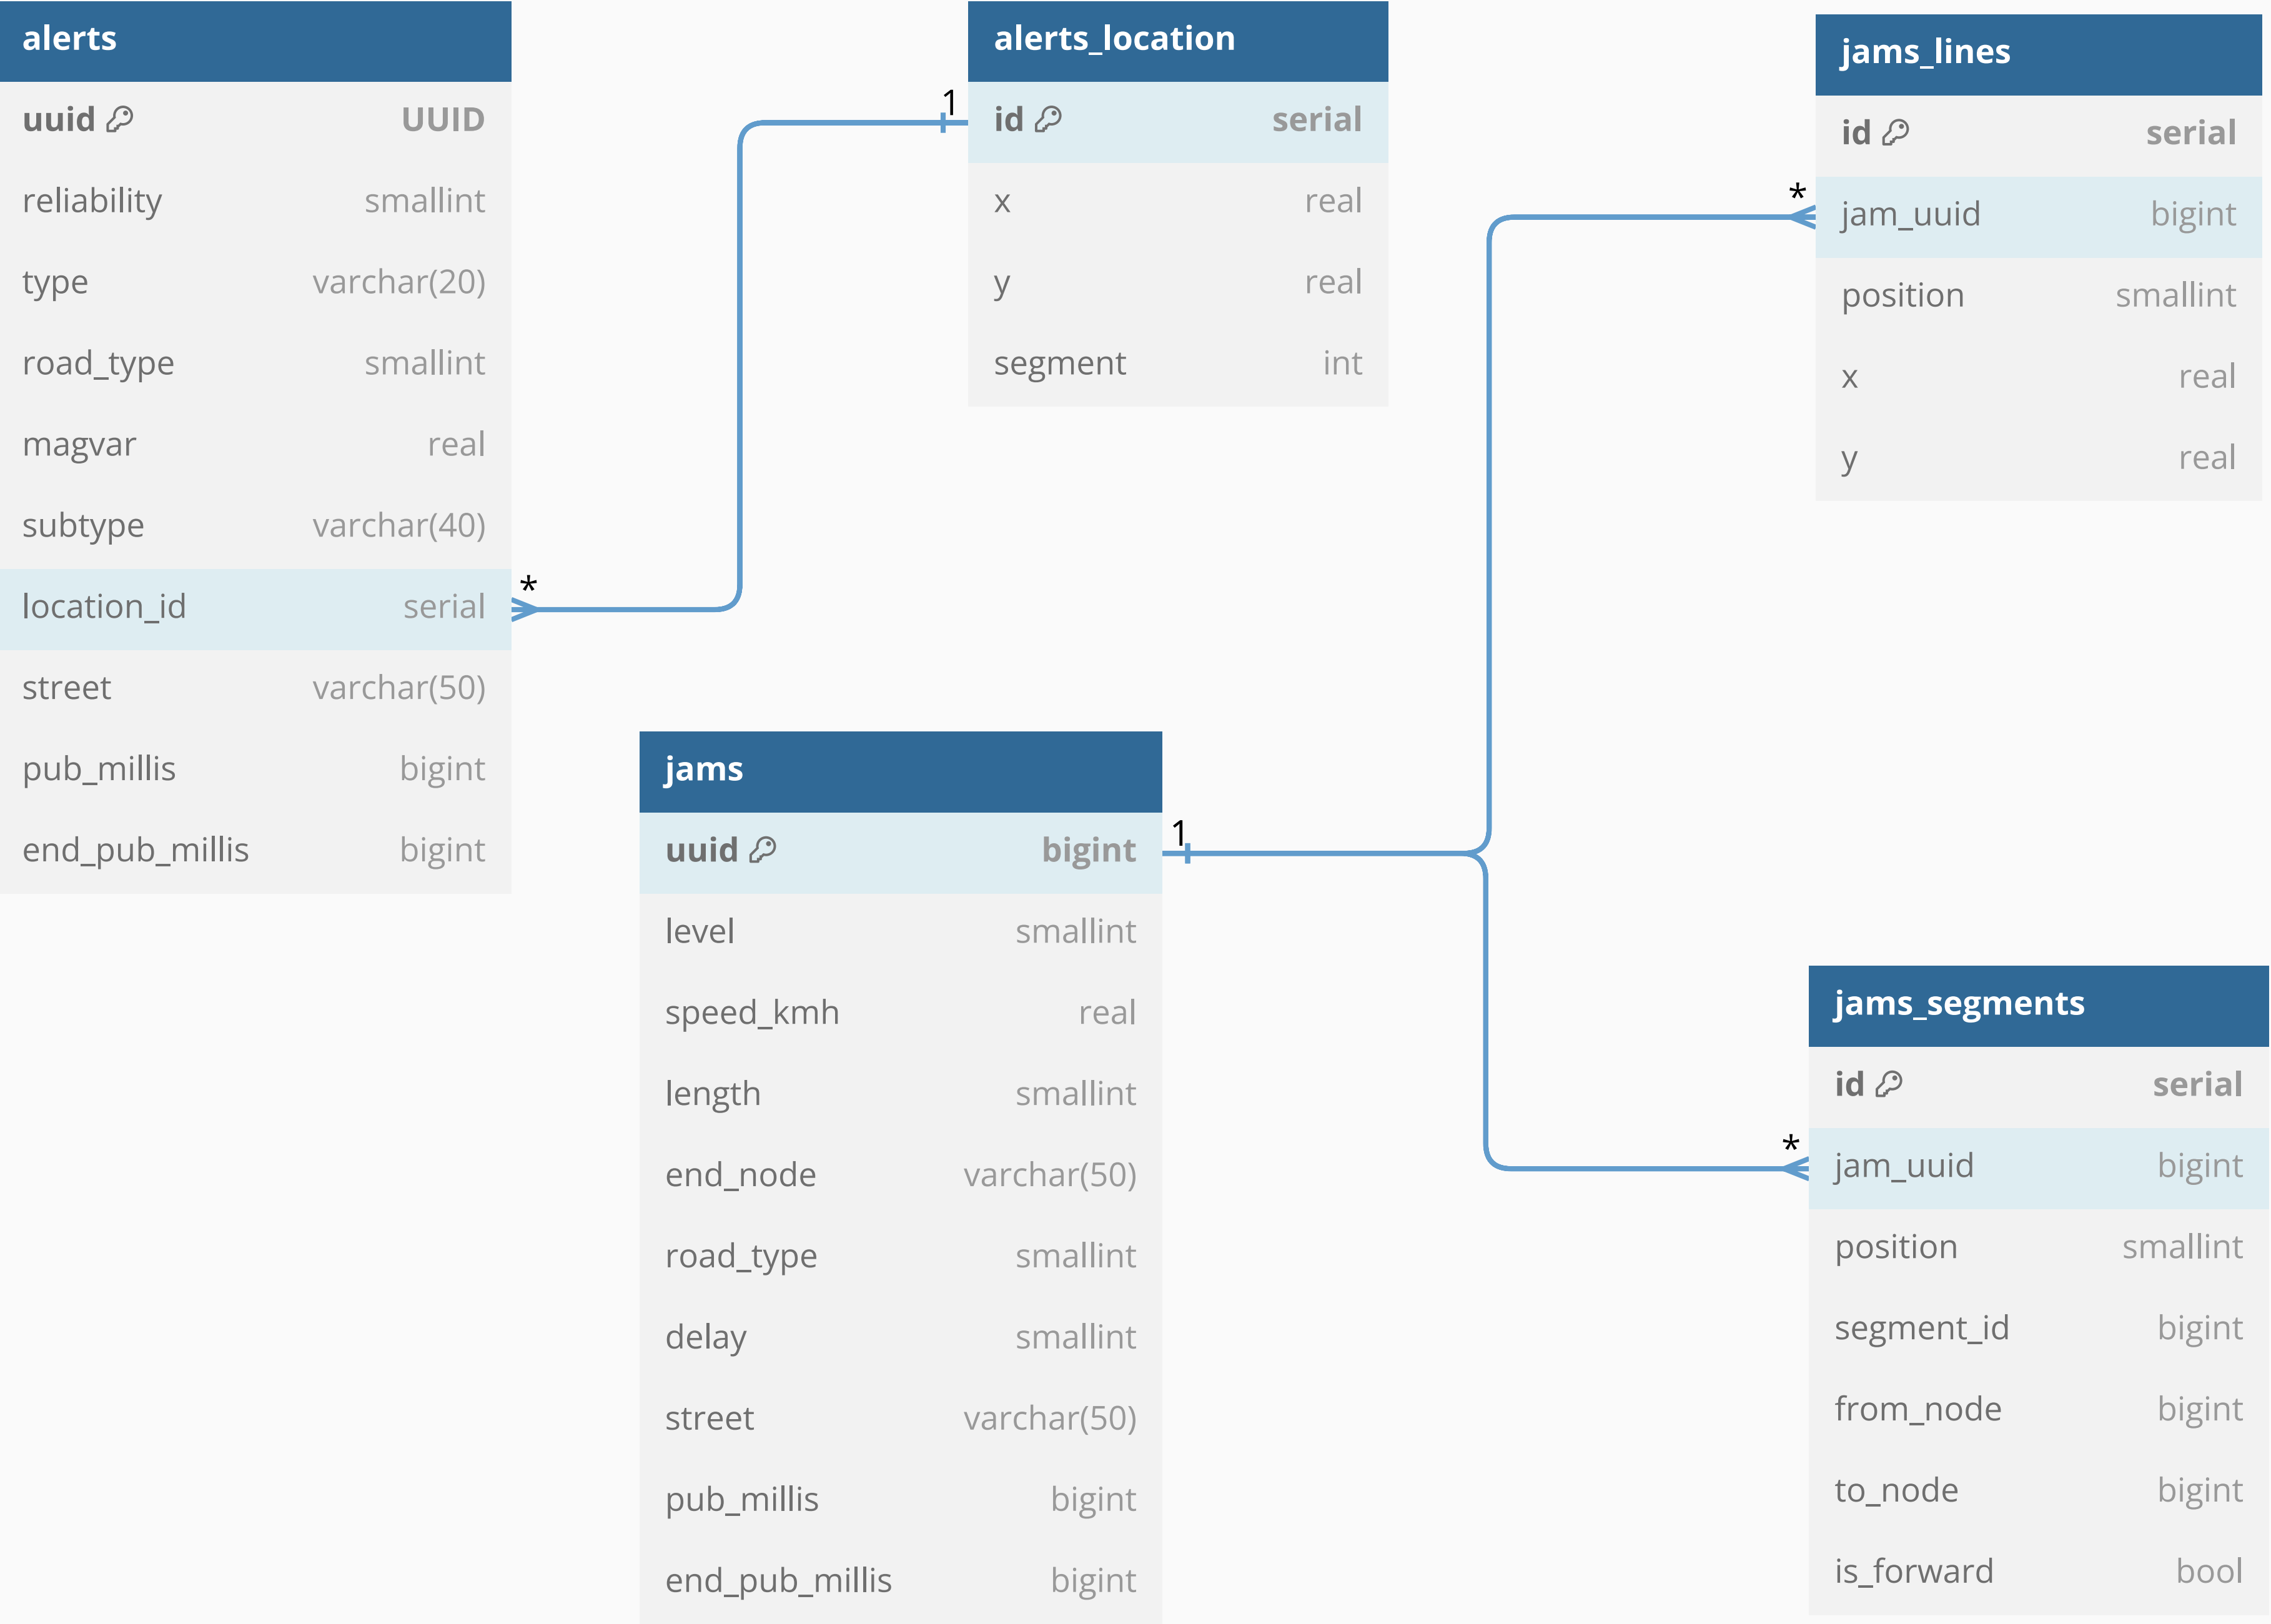 alerts
uuid UUID
reliability smallint
type varchar(20)
road_type smallint
magvar real
subtype varchar(40)
location_id serial
street varchar(50)
pub_millis bigint
end_pub_millis bigint
*
1
alerts_location
id serial
x real
y real
segment int
jams
uuid bigint
level smallint
speed_kmh real
length smallint
end_node varchar(50)
road_type smallint
delay smallint
street varchar(50)
pub_millis bigint
end_pub_millis bigint
1
*
jams_lines
id serial
jam_uuid bigint
position smallint
x real
y real
*
jams_segments
id serial
jam_uuid bigint
position smallint
segment_id bigint
from_node bigint
to_node bigint
is_forward bool